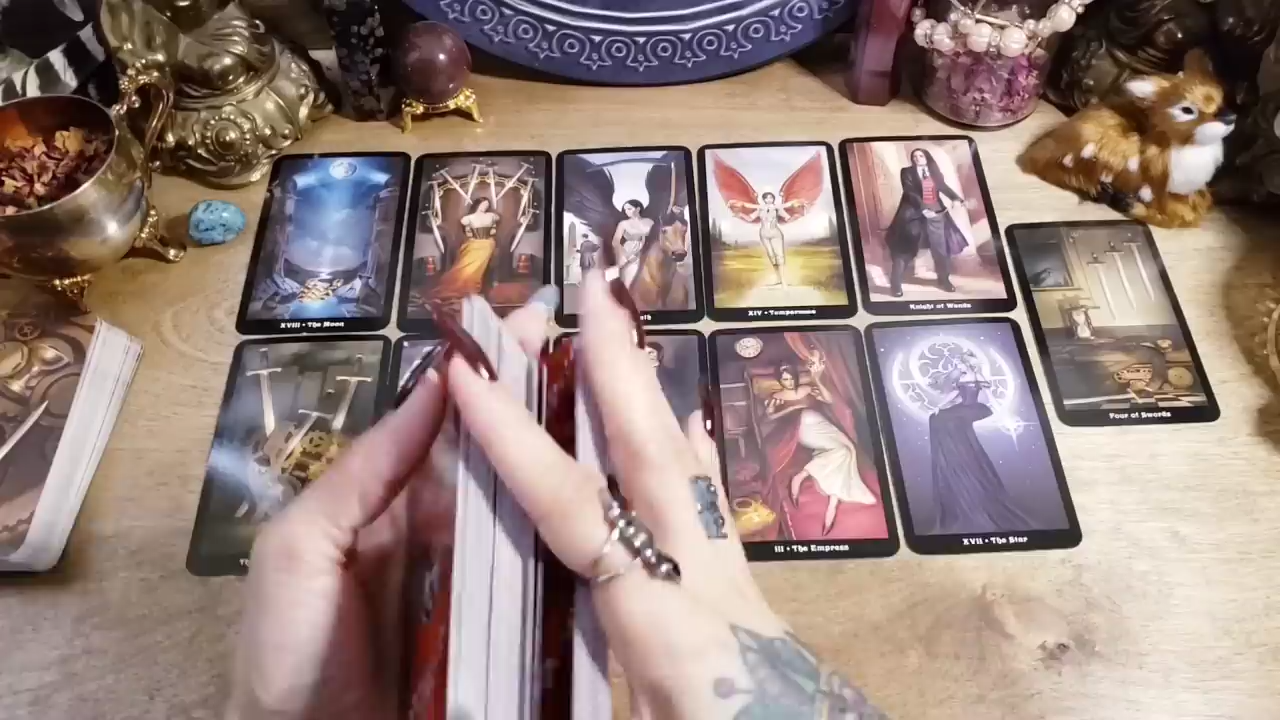 XVIII • The Moon
XIV • Temperance
Knight of Wands
Four of Swords
III • The Empress
XVII • The Star